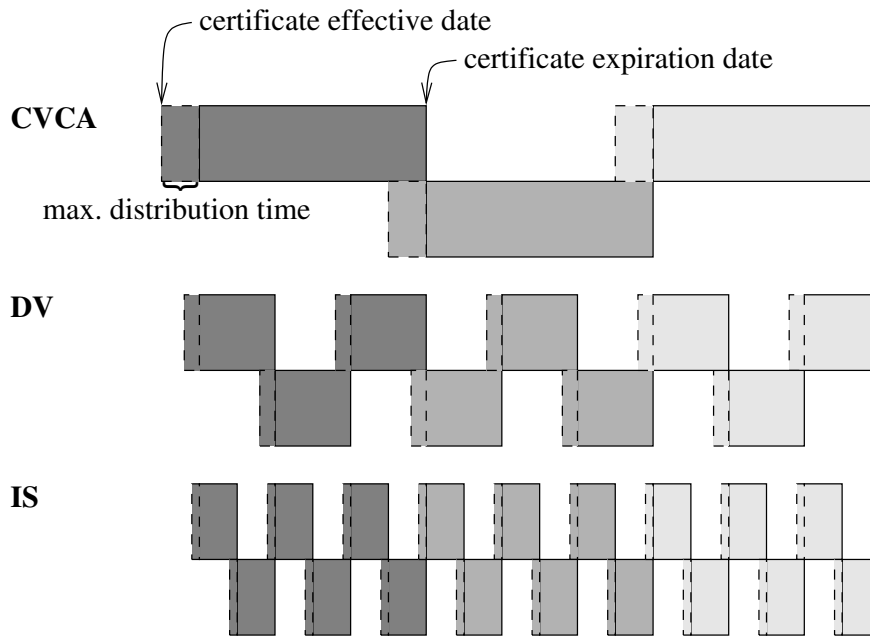 certificate effective date
certificate expiration date
CVCA
max. distribution time
DV
IS